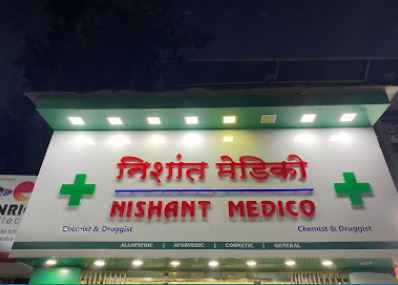 निशांत मेडिको
NISHANT MEDICO
Chemist & Druggist
Chemist & Druggist
ALLOPATHIC | AYURVEDIC | COSMETIC | GENERAL